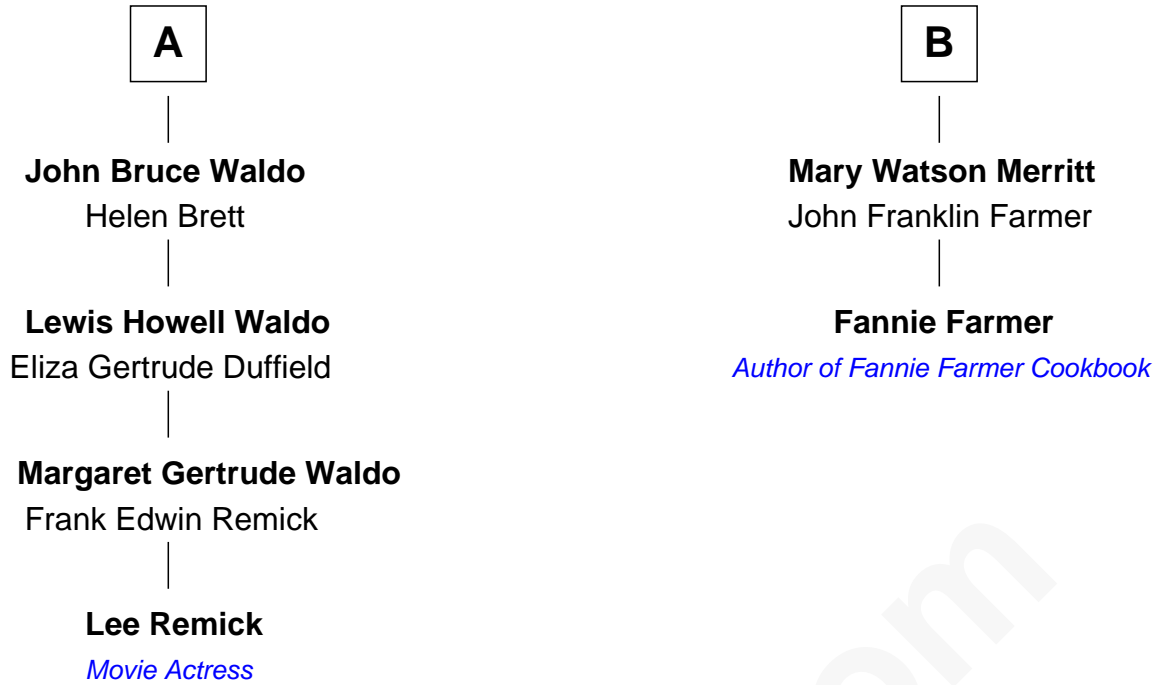 A
John Bruce Waldo
Helen Brett
Lewis Howell Waldo
Eliza Gertrude Duffield
Margaret Gertrude Waldo
Frank Edwin Remick
Lee Remick
Movie Actress
B
Mary Watson Merritt
John Franklin Farmer
Fannie Farmer
Author of Fannie Farmer Cookbook
om